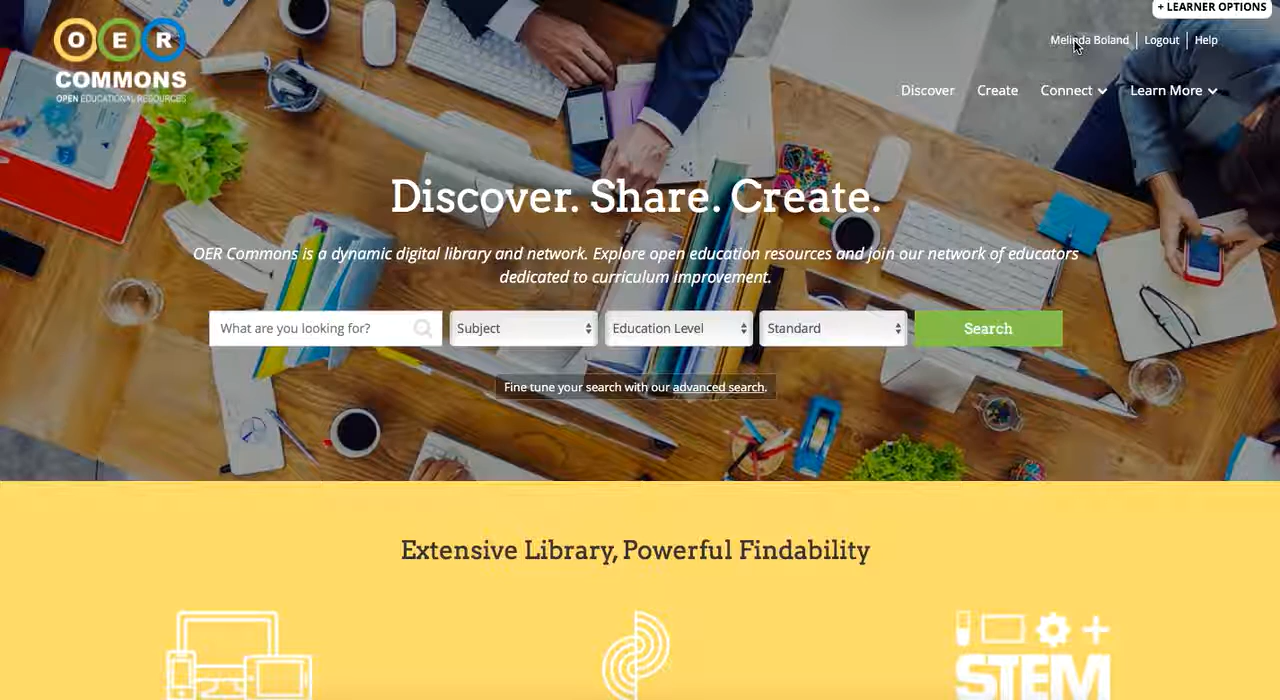 + LEARNER OPTIONS
Melinda Boland Logout Help
O E R
COMMONS
OPEN EDUCATIONAL RESOURCES
Discover Create Connect Learn More
Discover. Share. Create.
OER Commons is a dynamic digital library and network. Explore open education resources and join our network of educators
dedicated to curriculum improvement.
What are you looking for? Subject Education Level Standard Search
Fine tune your search with our advanced search.
Extensive Library, Powerful Findability
STEM